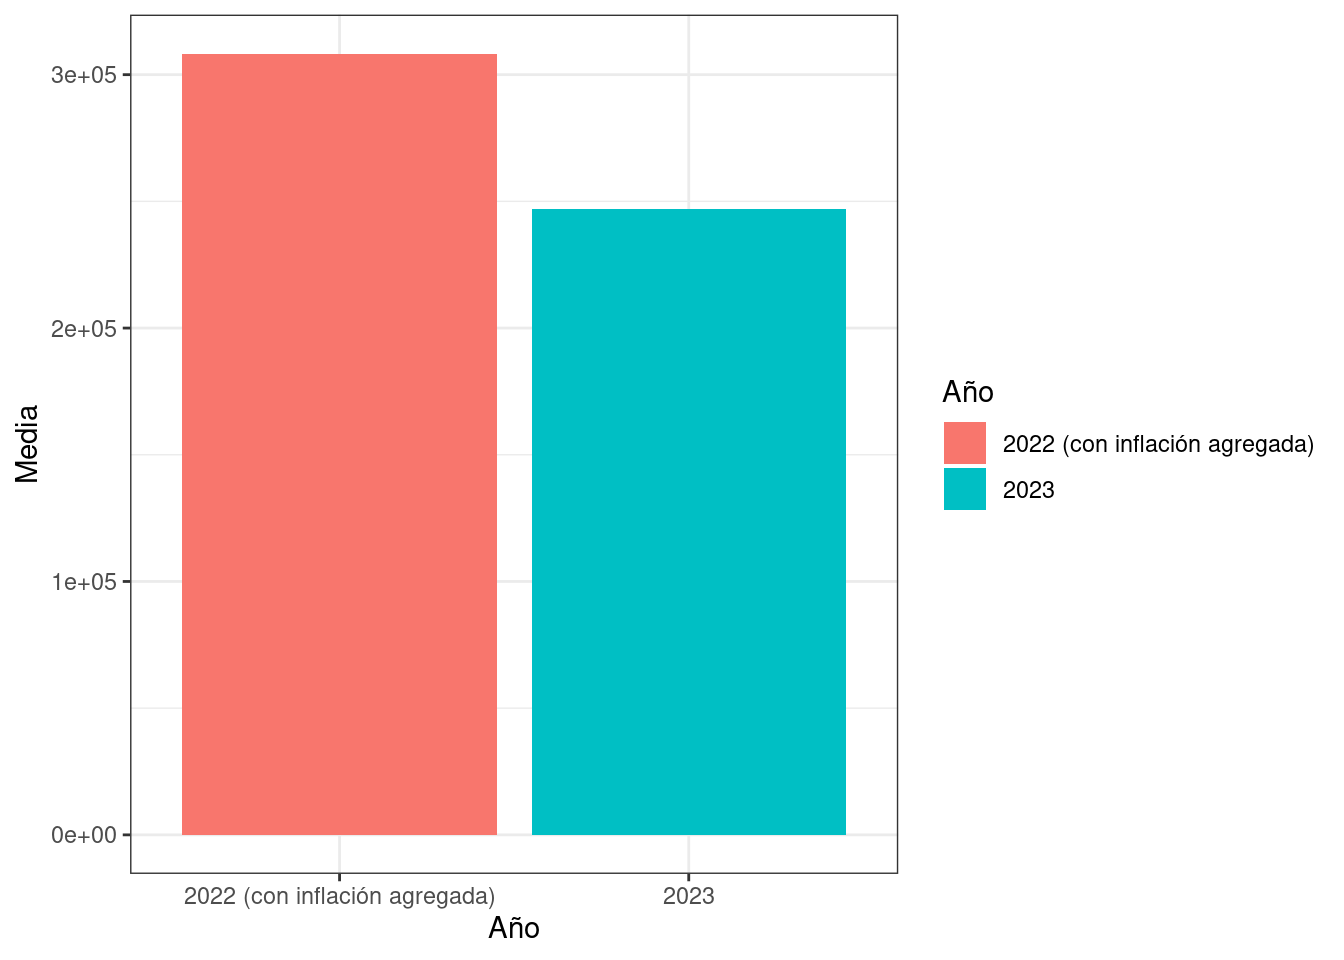 3e+05
2e+05
1e+05
0e+00
Media
2022 (con inflación agregada)
2023
Año
Año
2022 (con inflación agregada)
2023